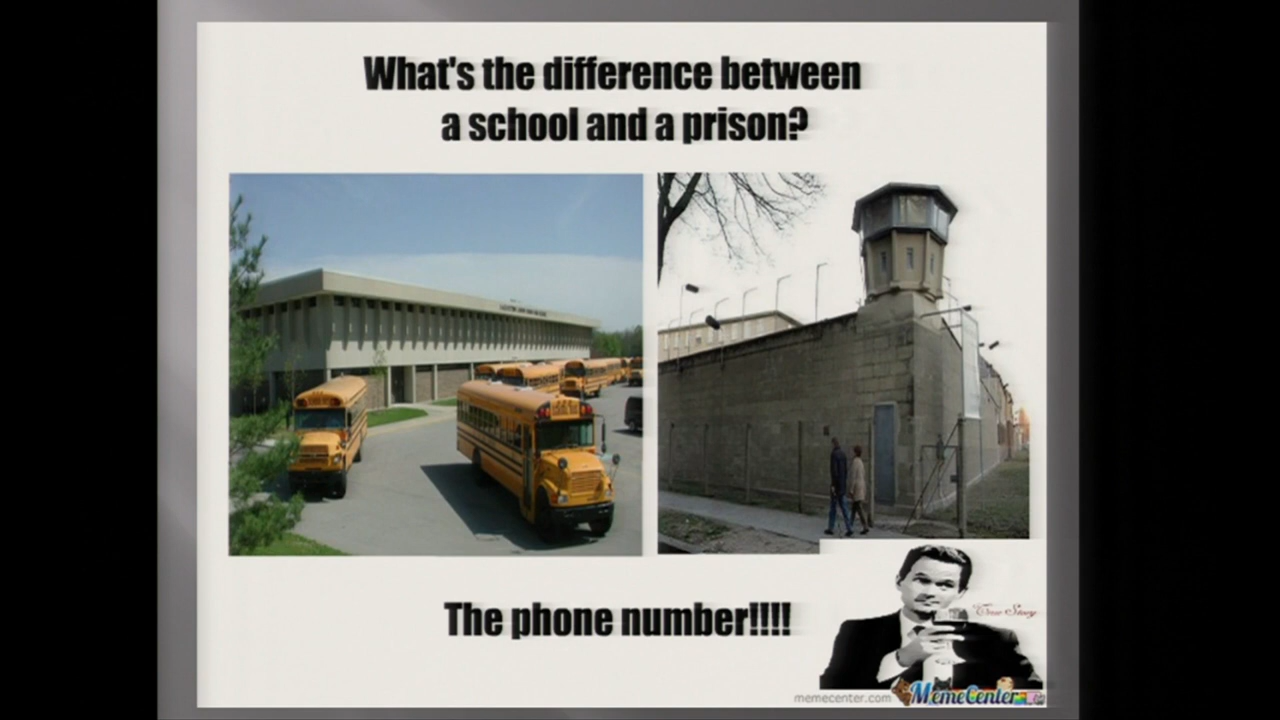 What's the difference between
a school and a prison?
The phone number!!!!
True Story
memecenter.com MemeCenter